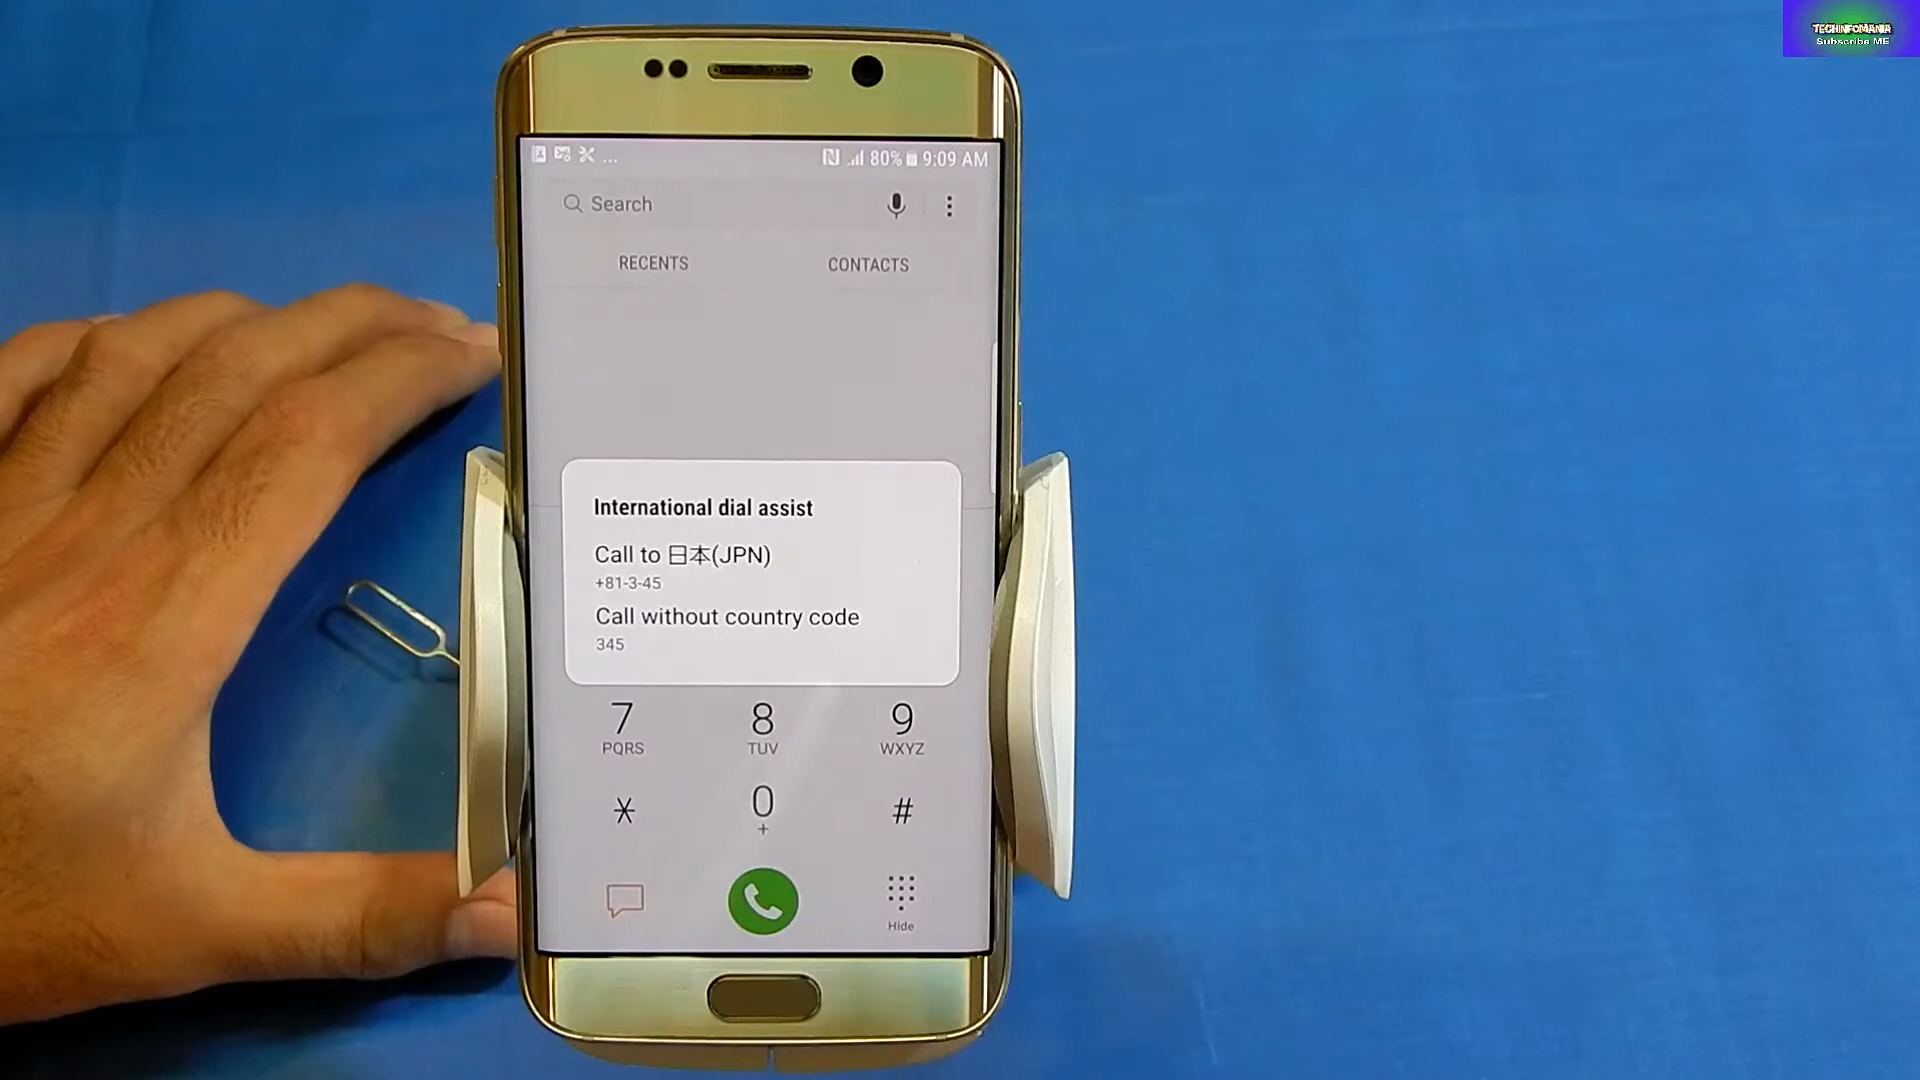 TECHINFOMANIA
Subscribe ME
... 80% 9:09 AM
Search
RECENTS CONTACTS
International dial assist
Call to 日本(JPN)
+81-3-45
Call without country code
345
7 8 9
PQRS TUV WXYZ
* 0 #
+
Hide